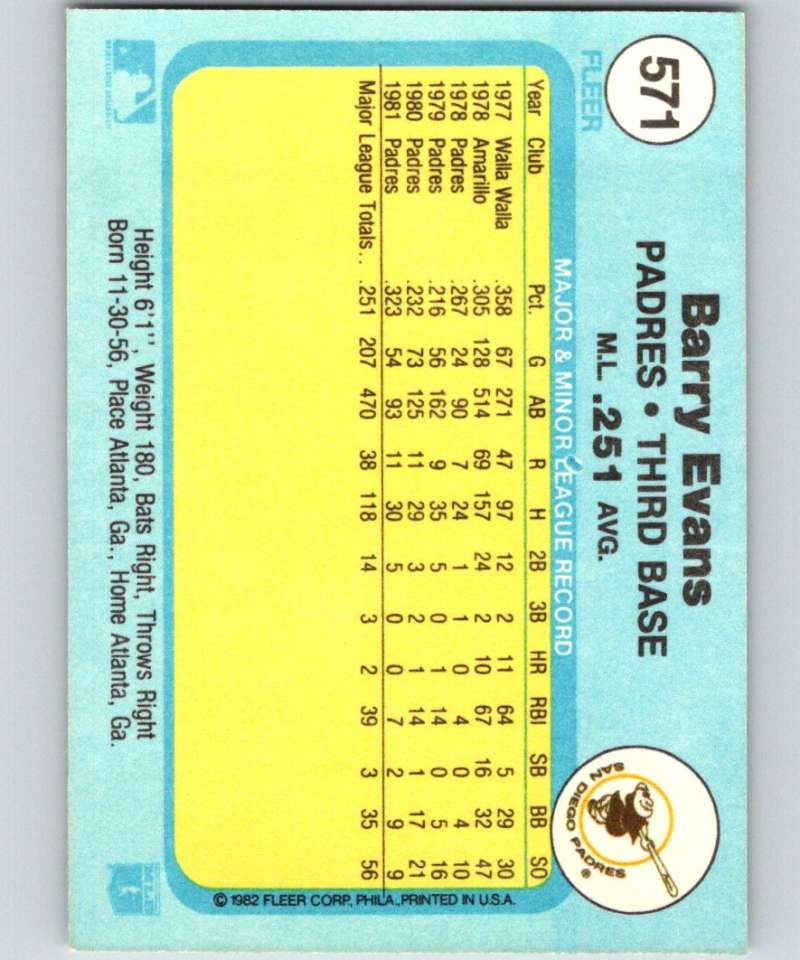 571
FLEER
Barry Evans
PADRES • THIRD BASE
M.L. .251 AVG.
SAN DIEGO PADRES ®
MAJOR & MINOR LEAGUE RECORD
Year Club Pct. G AB R H 2B 3B HR RBI SB BB SO
1977 Walla Walla .358 67 271 47 97 12 2 11 64 5 29 30
1978 Amarillo .305 128 514 69 157 24 2 10 67 16 32 47
1978 Padres .267 24 90 7 24 1 1 0 4 0 4 10
1979 Padres .216 56 162 9 35 5 0 1 14 0 5 16
1980 Padres .232 73 125 11 29 3 2 1 14 1 17 21
1981 Padres .323 54 93 11 30 5 0 0 7 2 9 9
Major League Totals.. .251 207 470 38 118 14 3 2 39 3 35 56
© 1982 FLEER CORP., PHILA., PRINTED IN U.S.A.
Height 6'1", Weight 180, Bats Right, Throws Right
Born 11-30-56, Place Atlanta, Ga., Home Atlanta, Ga.